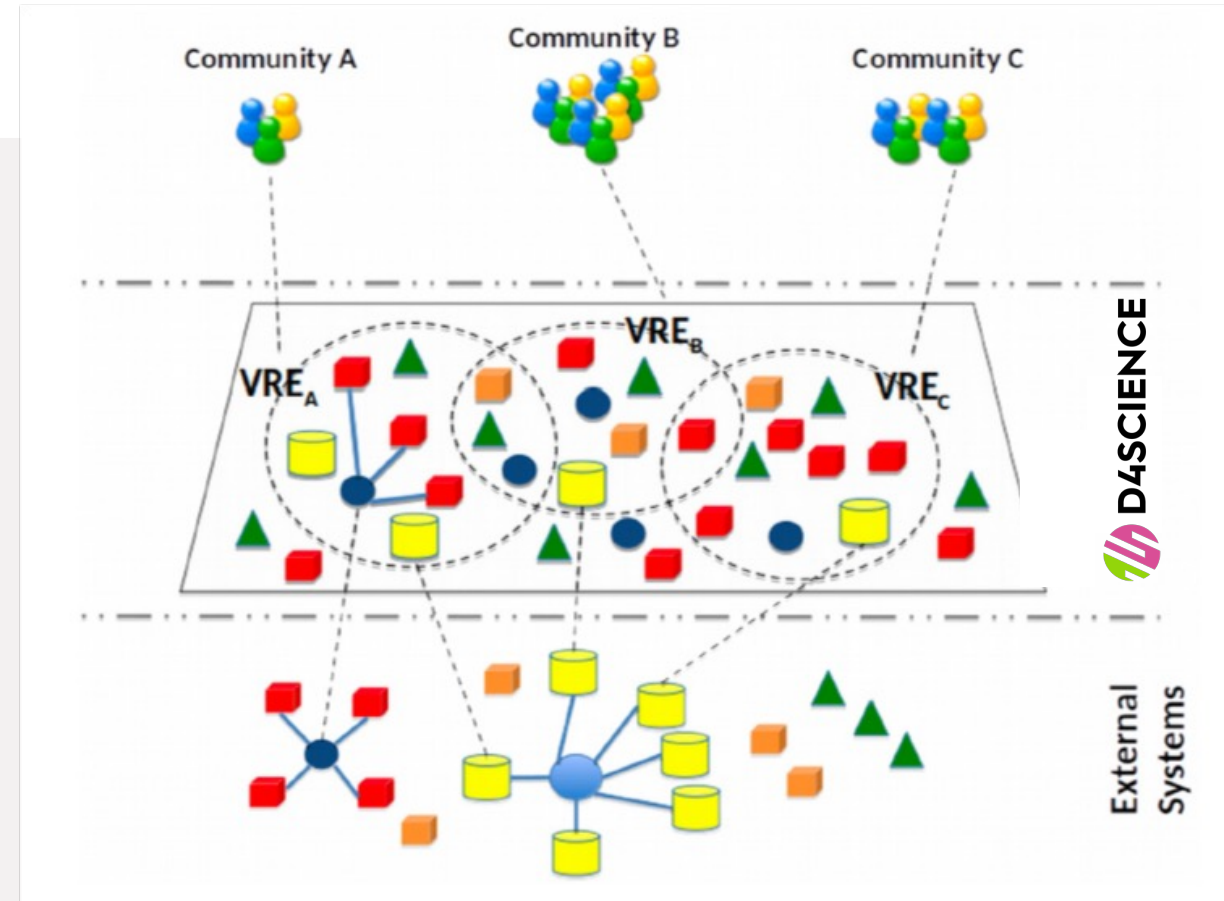 Community A
Community B
Community C
VREA
VREB
VREC
D4SCIENCE
External
Systems